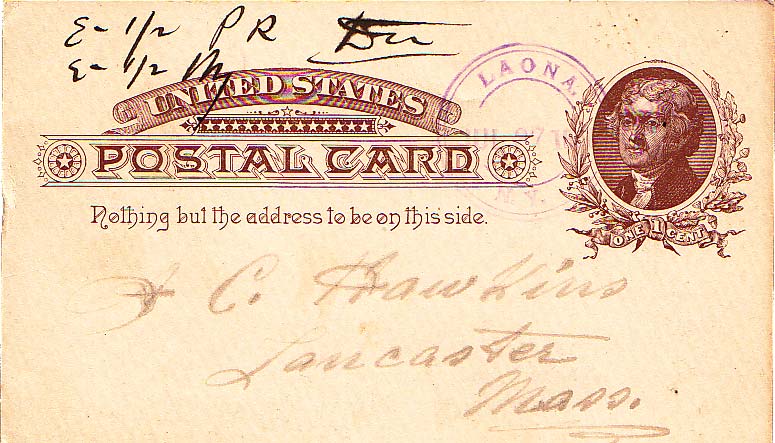 E- 1/2 P R
E- 1/2 M
LAONA.
N. Y.
UNITED STATES
POSTAL CARD
Nothing but the address to be on this side.
ONE 1 CENT
C. Hawkins
Lancaster
Mass.